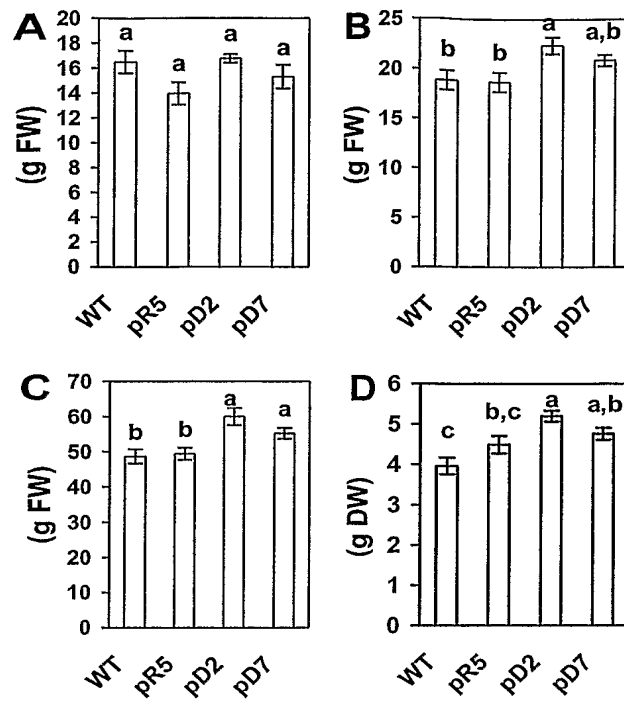 A
(g FW)
20
18
16
14
12
10
8
6
4
2
0
a a a a
WT pR5 pD2 pD7
B
(g FW)
25
20
15
10
5
0
b b a a,b
WT pR5 pD2 pD7
C
(g FW)
70
60
50
40
30
20
10
0
b b a a
WT pR5 pD2 pD7
D
(g DW)
6
5
4
3
2
1
0
c b,c a a,b
WT pR5 pD2 pD7